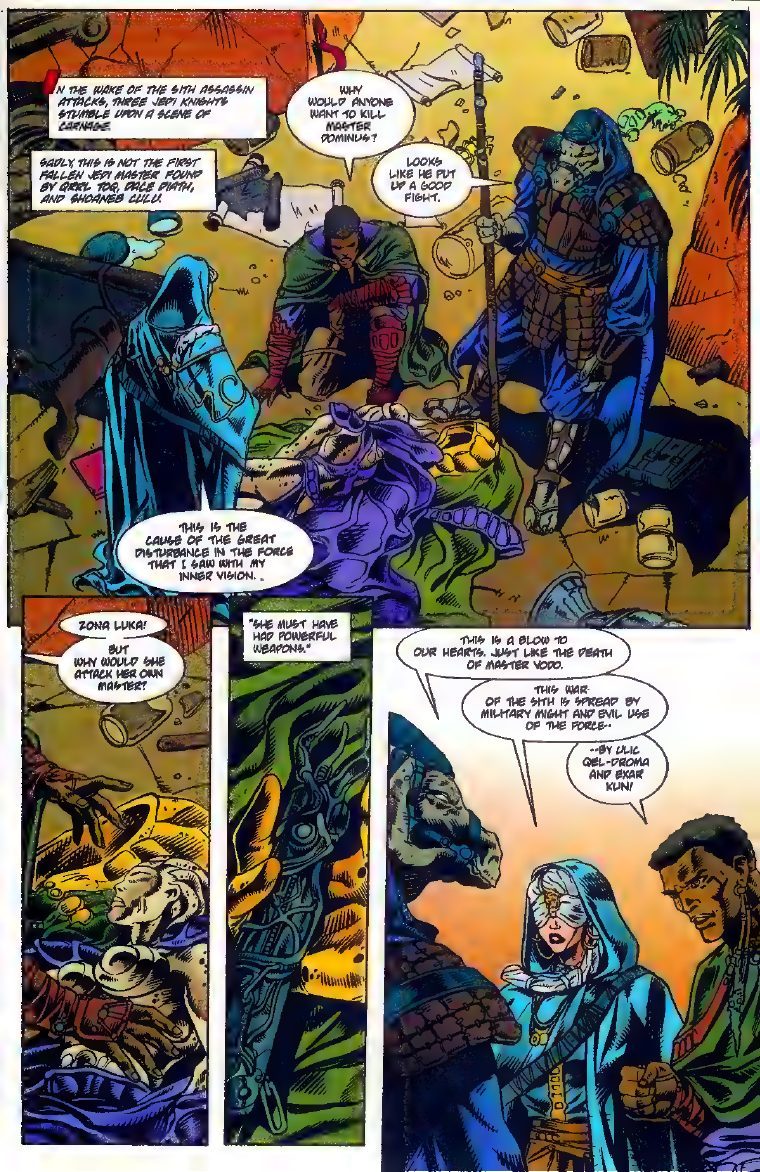 IN THE WAKE OF THE SITH ASSASSIN
ATTACKS, THREE JEDI KNIGHTS
STUMBLE UPON A SCENE OF
CARNAGE.
SADLY, THIS IS NOT THE FIRST
FALLEN JEDI MASTER FOUND
BY QRRL TOQ, DACE DIATH,
AND SHOANEB CULU.
WHY
WOULD ANYONE
WANT TO KILL
MASTER
DOMINUS?
LOOKS
LIKE HE PUT
UP A GOOD
FIGHT.
THIS IS THE
CAUSE OF THE GREAT
DISTURBANCE IN THE FORCE
THAT I SAW WITH MY
INNER VISION..
ZONA LUKA!
BUT
WHY WOULD SHE
ATTACK HER OWN
MASTER?
"SHE MUST HAVE
HAD POWERFUL
WEAPONS."
THIS IS A BLOW TO
OUR HEARTS. JUST LIKE THE DEATH
OF MASTER VODO.
THIS WAR
OF THE SITH IS SPREAD BY
MILITARY MIGHT AND EVIL USE
OF THE FORCE--
--BY ULIC
QEL-DROMA
AND EXAR
KUN!